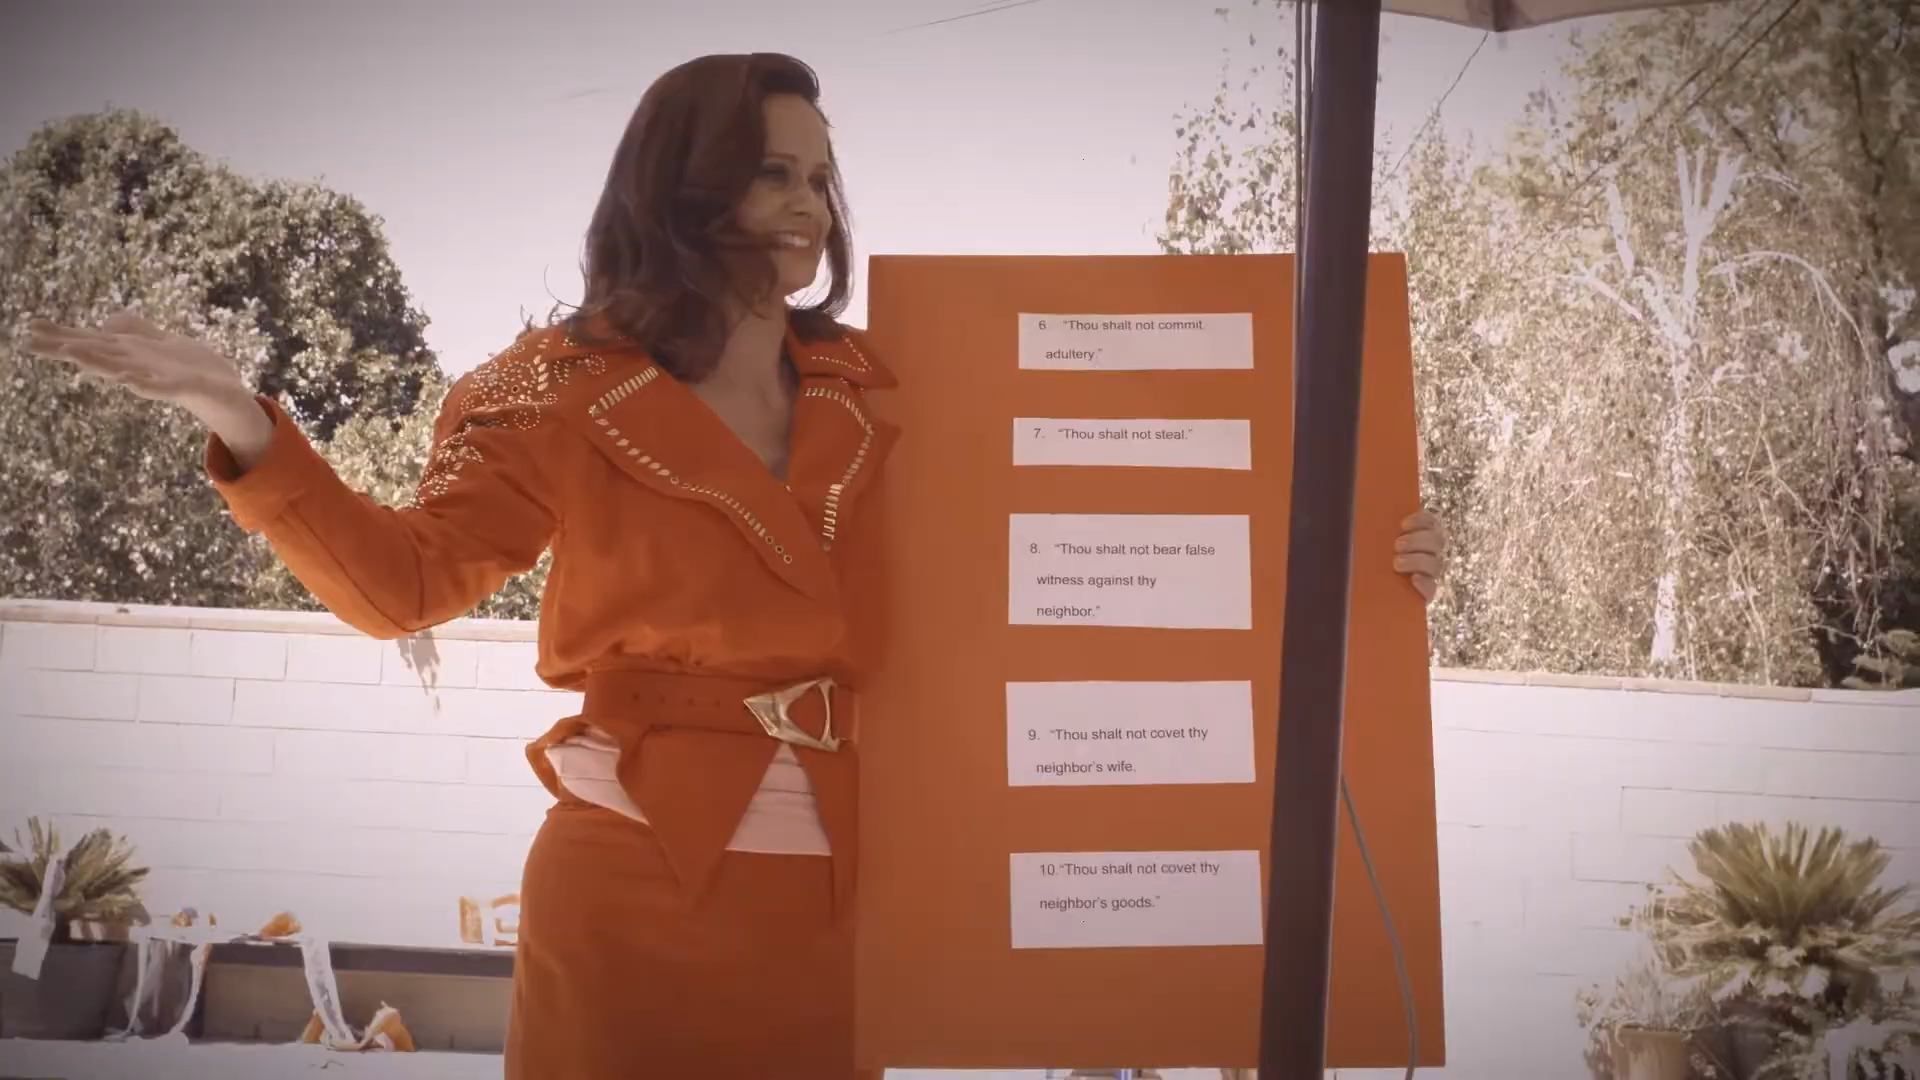 6. “Thou shalt not commit
adultery.”
7. “Thou shalt not steal.”
8. “Thou shalt not bear false
witness against thy
neighbor.”
9. “Thou shalt not covet thy
neighbor’s wife.
10.“Thou shalt not covet thy
neighbor’s goods.”